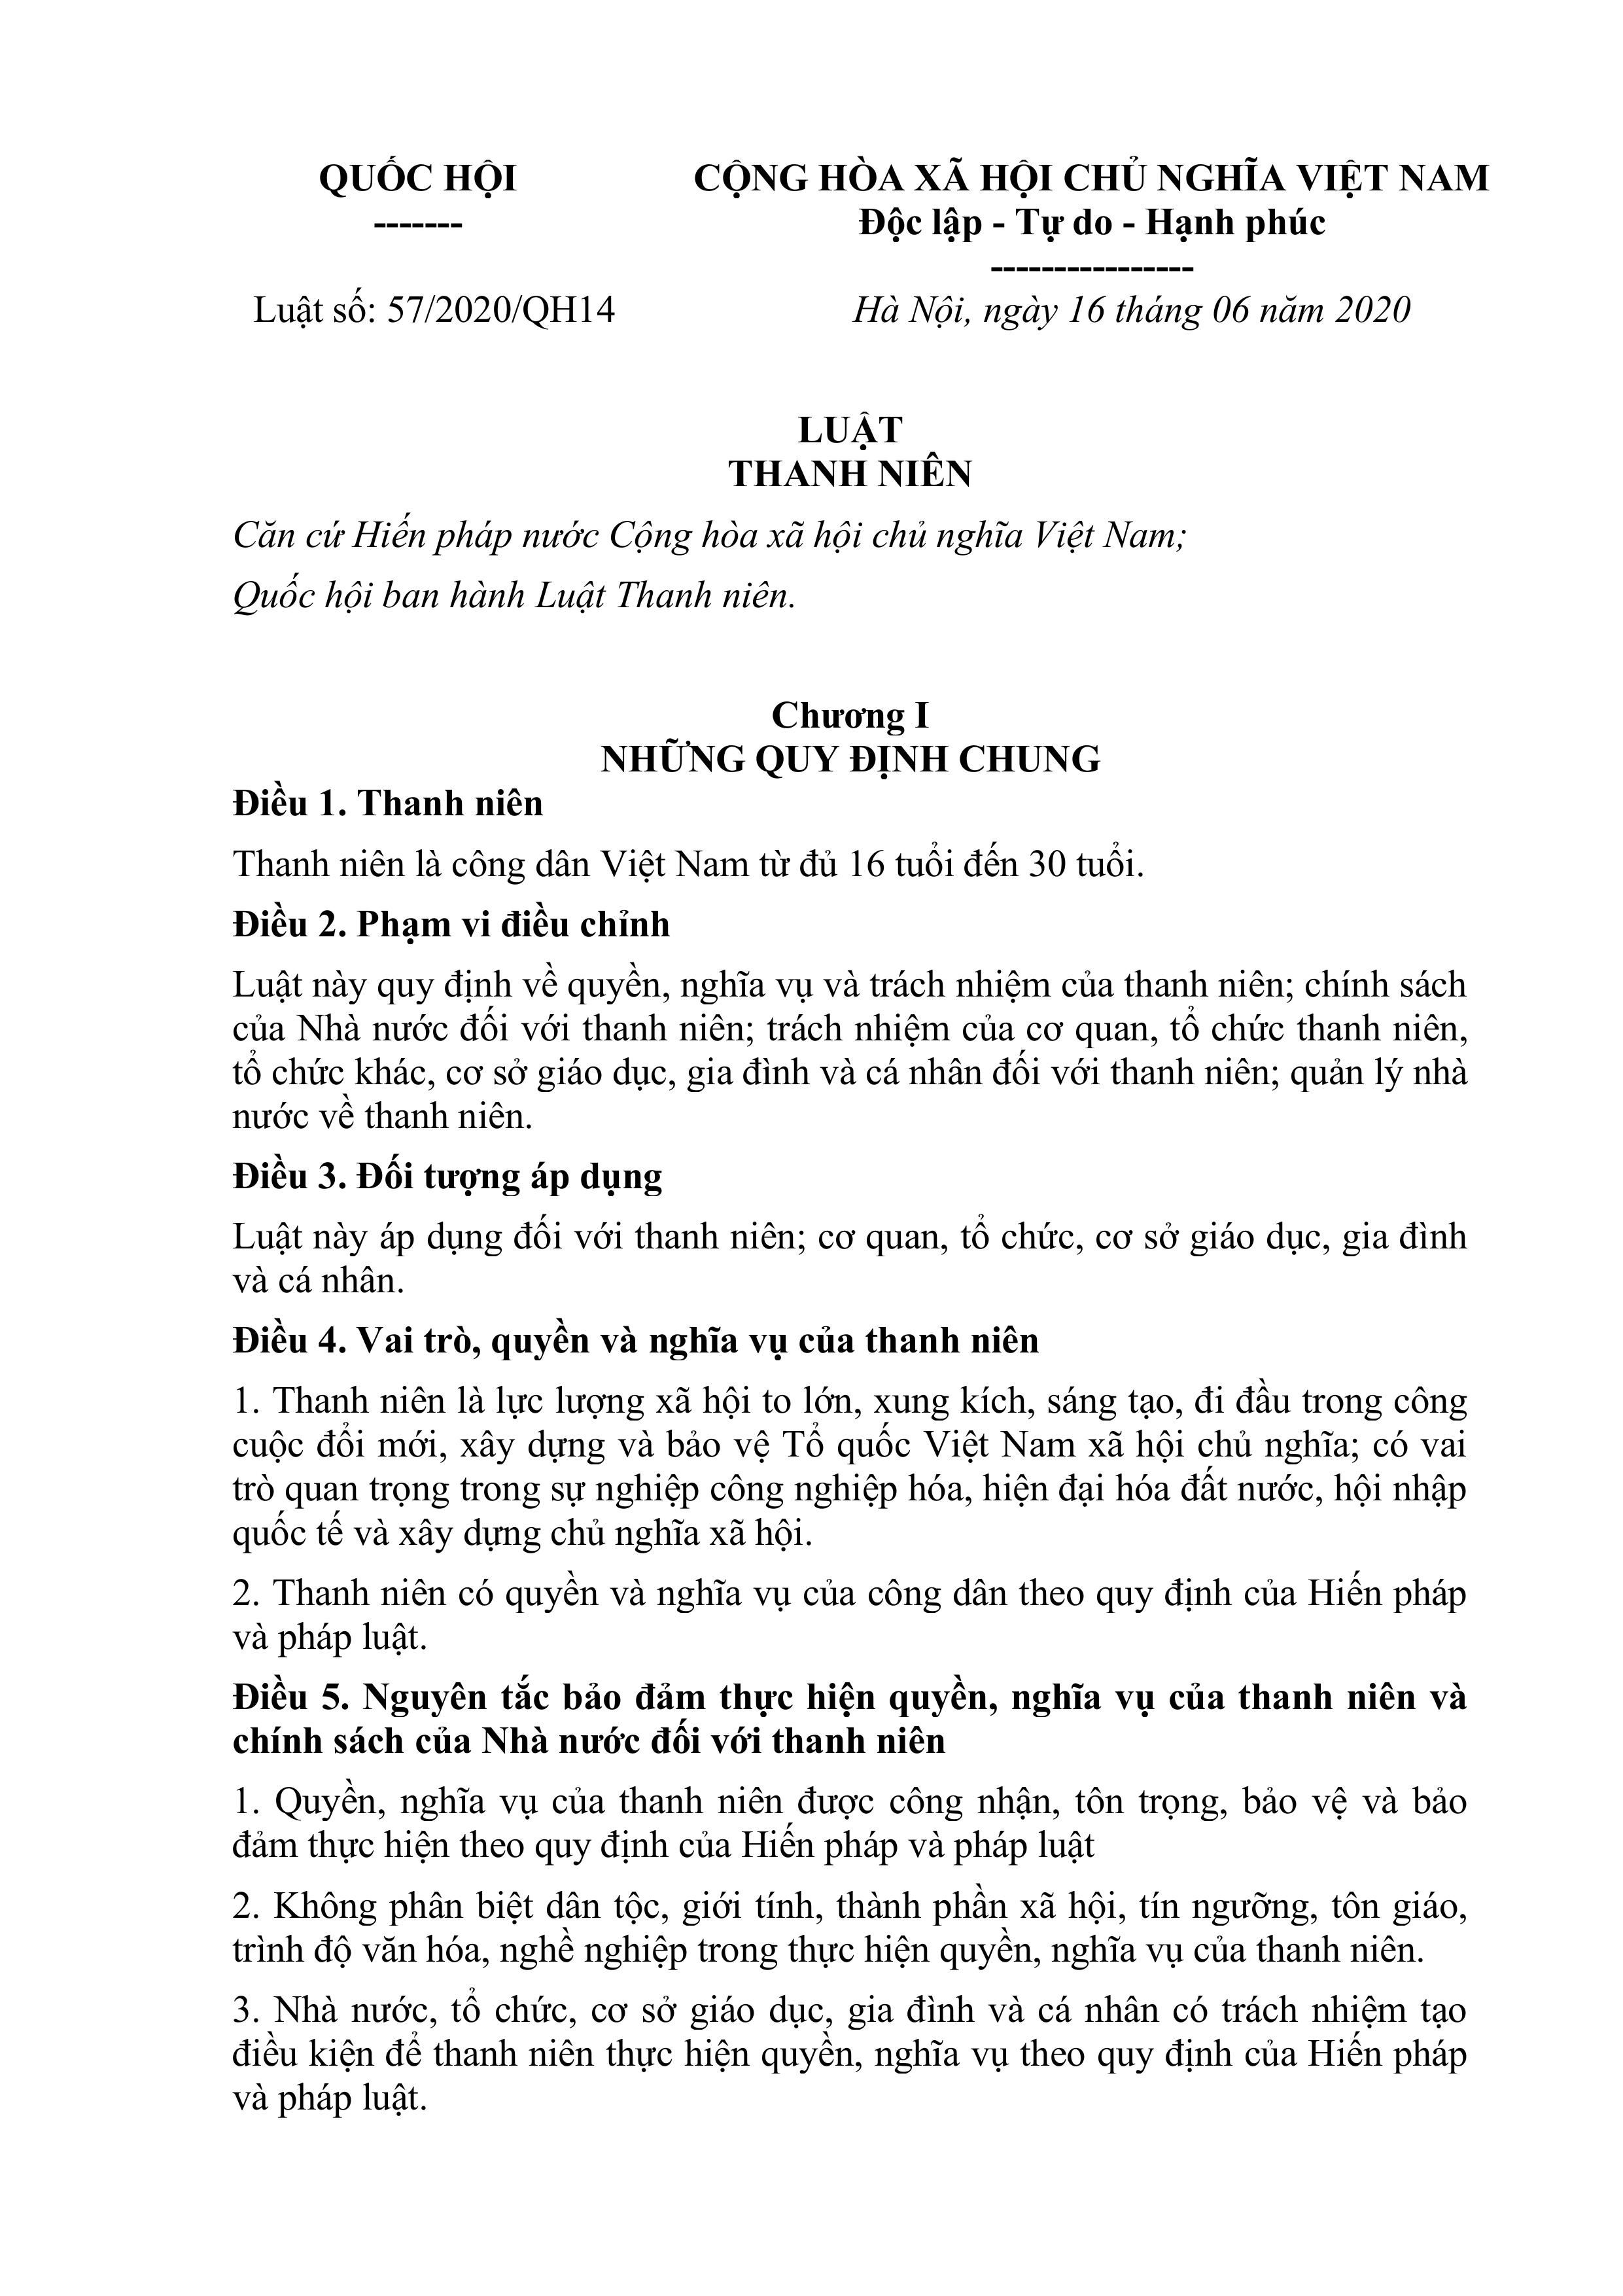 QUỐC HỘI
-------
CỘNG HÒA XÃ HỘI CHỦ NGHĨA VIỆT NAM
Độc lập - Tự do - Hạnh phúc
----------------
Luật số: 57/2020/QH14
Hà Nội, ngày 16 tháng 06 năm 2020
LUẬT
THANH NIÊN
Căn cứ Hiến pháp nước Cộng hòa xã hội chủ nghĩa Việt Nam;
Quốc hội ban hành Luật Thanh niên.
Chương I
NHỮNG QUY ĐỊNH CHUNG
Điều 1. Thanh niên
Thanh niên là công dân Việt Nam từ đủ 16 tuổi đến 30 tuổi.
Điều 2. Phạm vi điều chỉnh
Luật này quy định về quyền, nghĩa vụ và trách nhiệm của thanh niên; chính sách
của Nhà nước đối với thanh niên; trách nhiệm của cơ quan, tổ chức thanh niên,
tổ chức khác, cơ sở giáo dục, gia đình và cá nhân đối với thanh niên; quản lý nhà
nước về thanh niên.
Điều 3. Đối tượng áp dụng
Luật này áp dụng đối với thanh niên; cơ quan, tổ chức, cơ sở giáo dục, gia đình
và cá nhân.
Điều 4. Vai trò, quyền và nghĩa vụ của thanh niên
1. Thanh niên là lực lượng xã hội to lớn, xung kích, sáng tạo, đi đầu trong công
cuộc đổi mới, xây dựng và bảo vệ Tổ quốc Việt Nam xã hội chủ nghĩa; có vai
trò quan trọng trong sự nghiệp công nghiệp hóa, hiện đại hóa đất nước, hội nhập
quốc tế và xây dựng chủ nghĩa xã hội.
2. Thanh niên có quyền và nghĩa vụ của công dân theo quy định của Hiến pháp
và pháp luật.
Điều 5. Nguyên tắc bảo đảm thực hiện quyền, nghĩa vụ của thanh niên và
chính sách của Nhà nước đối với thanh niên
1. Quyền, nghĩa vụ của thanh niên được công nhận, tôn trọng, bảo vệ và bảo
đảm thực hiện theo quy định của Hiến pháp và pháp luật
2. Không phân biệt dân tộc, giới tính, thành phần xã hội, tín ngưỡng, tôn giáo,
trình độ văn hóa, nghề nghiệp trong thực hiện quyền, nghĩa vụ của thanh niên.
3. Nhà nước, tổ chức, cơ sở giáo dục, gia đình và cá nhân có trách nhiệm tạo
điều kiện để thanh niên thực hiện quyền, nghĩa vụ theo quy định của Hiến pháp
và pháp luật.